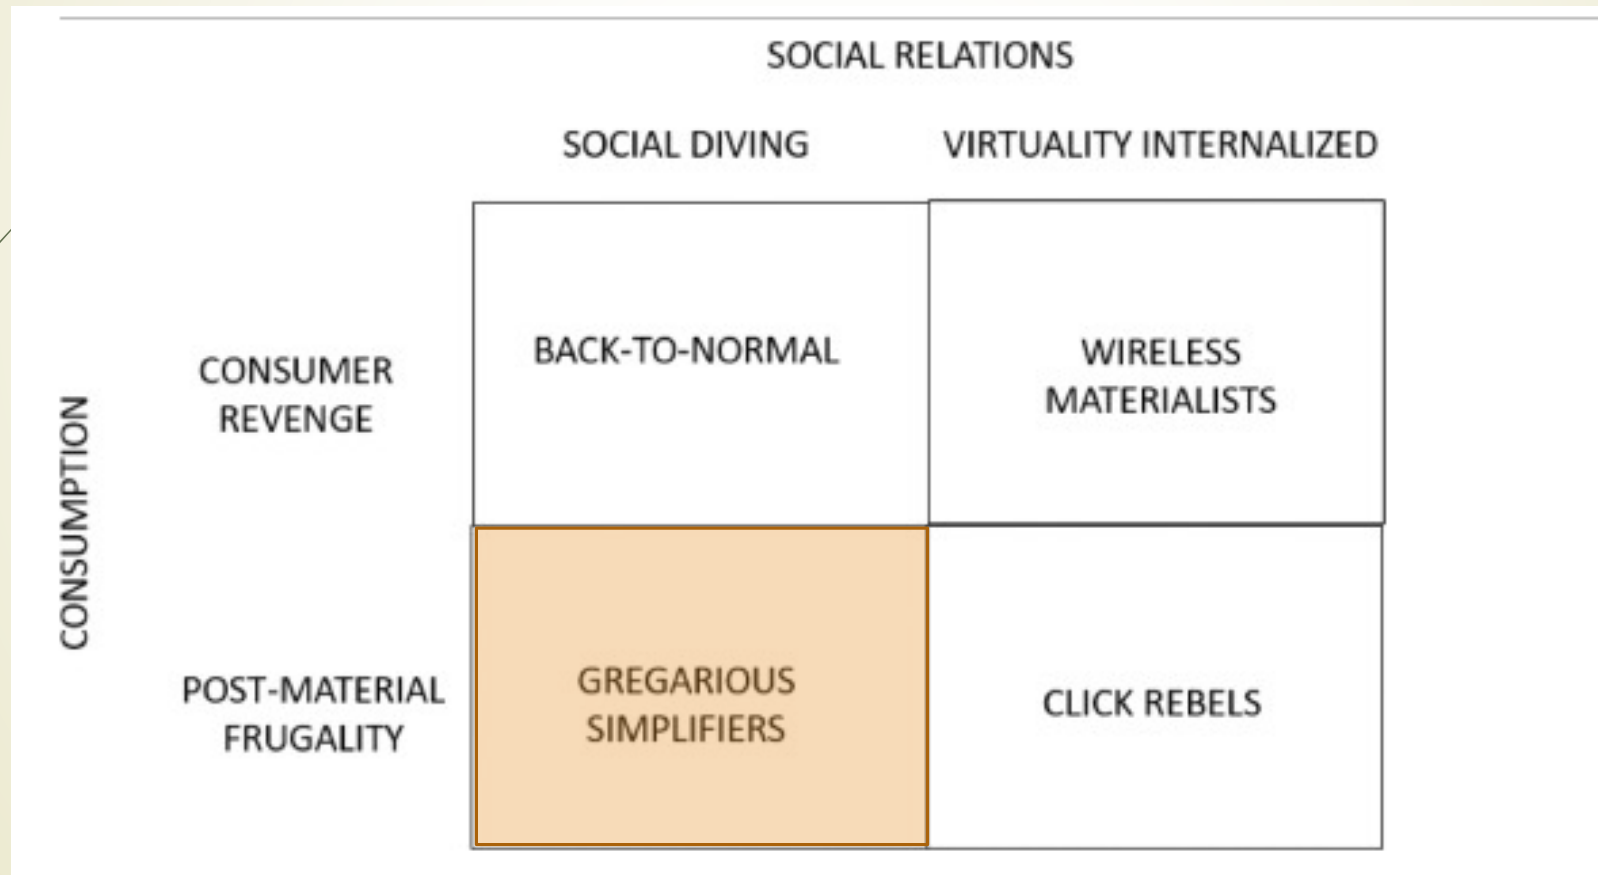 SOCIAL RELATIONS
SOCIAL DIVING
VIRTUALITY INTERNALIZED
CONSUMPTION
CONSUMER
REVENGE
BACK-TO-NORMAL
WIRELESS
MATERIALISTS
POST-MATERIAL
FRUGALITY
GREGARIOUS
SIMPLIFIERS
CLICK REBELS